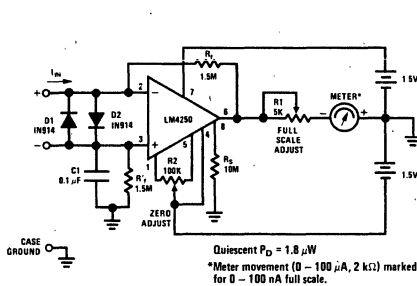 IIN
Rf
1.5M
+
2
7
D1
IN914
D2
IN914
LM4250
6
R1
5K
FULL
SCALE
ADJUST
METER*
-
+
1.5V
-
3
+
1
5
4
8
R2
100K
RS
10M
C1
0.1 μF
R'f
1.5M
ZERO
ADJUST
1.5V
CASE
GROUND
Quiescent PD = 1.8 μW
*Meter movement (0 – 100 μA, 2 kΩ) marked
for 0 – 100 nA full scale.